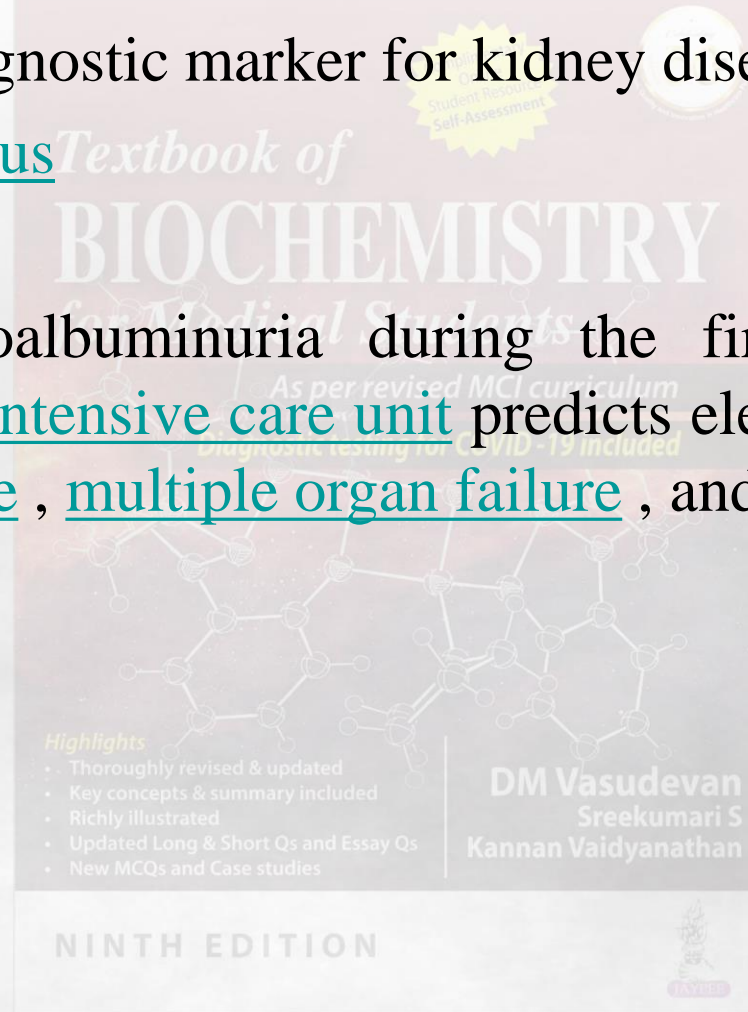 gnostic marker for kidney dise
us
oalbuminuria during the fir
ntensive care unit predicts ele
e , multiple organ failure , and
Student Resource
Self-Assessment
Textbook of
BIOCHEMISTRY
for Medical Students
As per revised MCI curriculum
Diagnostic testing for COVID -19 included
Highlights
• Thoroughly revised & updated
• Key concepts & summary included
• Richly illustrated
• Updated Long & Short Qs and Essay Qs
• New MCQs and Case studies
DM Vasudevan
Sreekumari S
Kannan Vaidyanathan
NINTH EDITION
JAYPEE